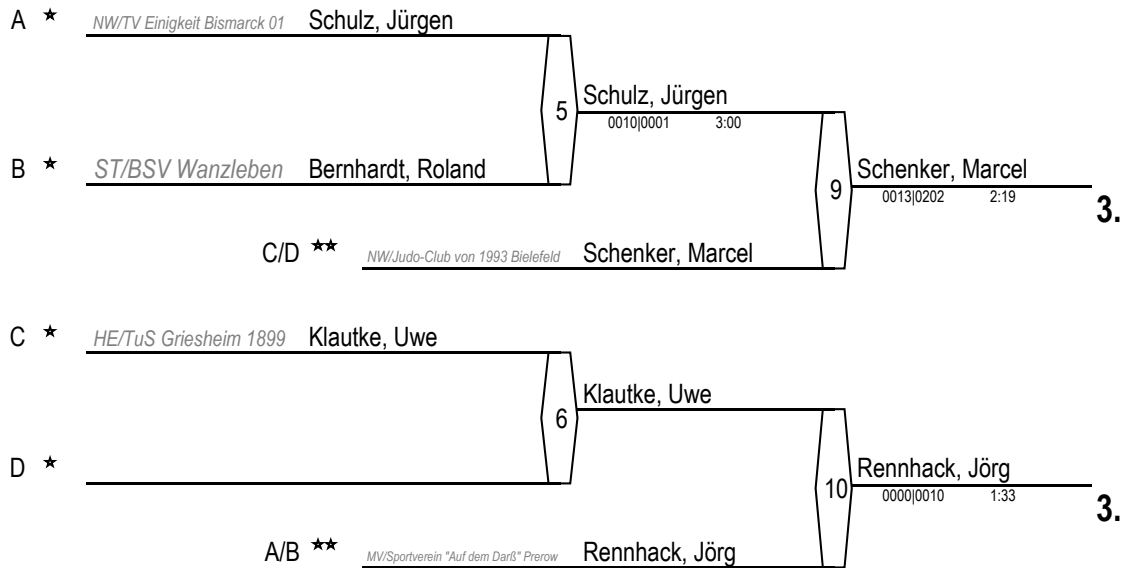 A ★ NW/TV Einigkeit Bismarck 01 Schulz, Jürgen
5 Schulz, Jürgen
0010|0001 3:00
B ★ ST/BSV Wanzleben Bernhardt, Roland
9 Schenker, Marcel
0013|0202 2:19
3.
C/D ★★ NW/Judo-Club von 1993 Bielefeld Schenker, Marcel
C ★ HE/TuS Griesheim 1899 Klautke, Uwe
6 Klautke, Uwe
D ★
10 Rennhack, Jörg
0000|0010 1:33
3.
A/B ★★ MV/Sportverein "Auf dem Darß" Prerow Rennhack, Jörg